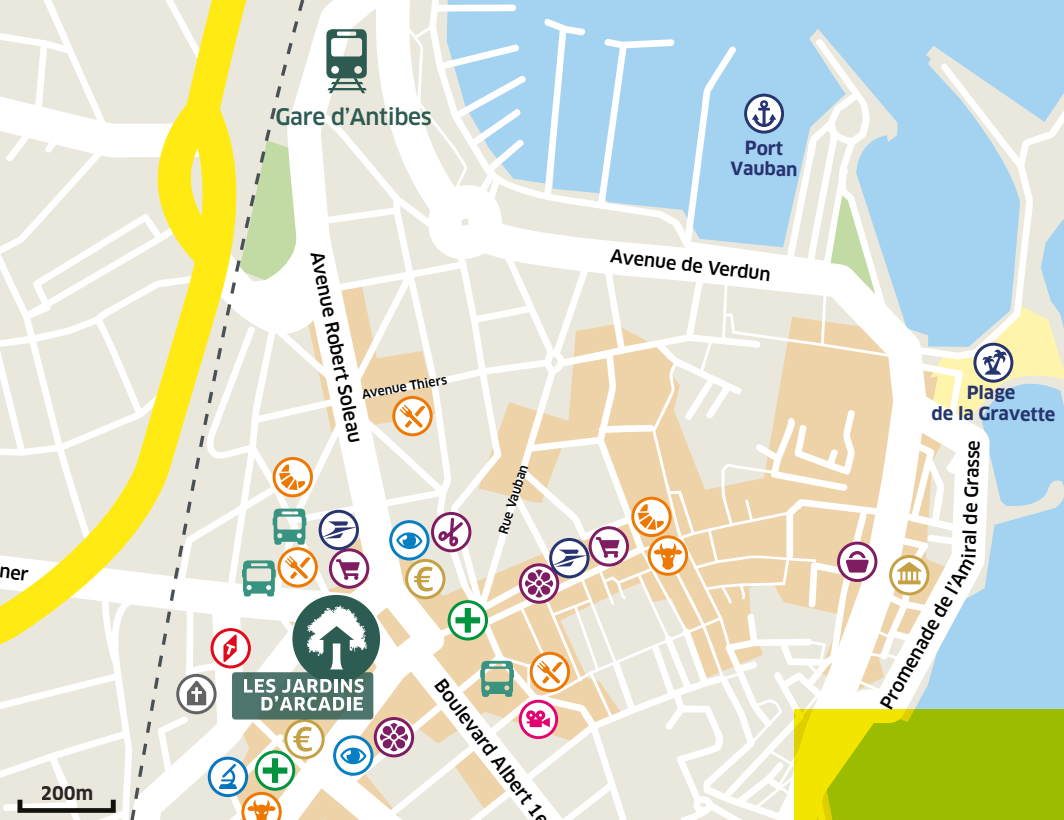 Gare d'Antibes
Port
Vauban
Avenue de Verdun
Avenue Robert Soleau
Avenue Thiers
Plage
de la Gravette
Rue Vauban
Promenade de l'Amiral de Grasse
ner
€
LES JARDINS
D'ARCADIE
€
Boulevard Albert 1e
200m